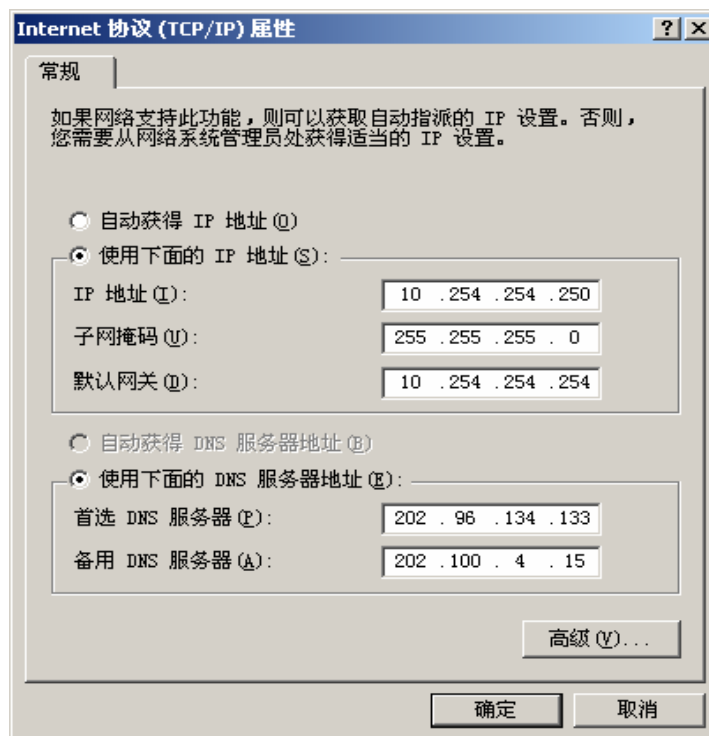 Internet 协议 (TCP/IP) 属性
常规
如果网络支持此功能，则可以获取自动指派的 IP 设置。否则，
您需要从网络系统管理员处获得适当的 IP 设置。
自动获得 IP 地址(O)
使用下面的 IP 地址(S):
IP 地址(I): 10 .254 .254 .250
子网掩码(U): 255 .255 .255 . 0
默认网关(D): 10 .254 .254 .254
自动获得 DNS 服务器地址(B)
使用下面的 DNS 服务器地址(E):
首选 DNS 服务器(P): 202 . 96 .134 .133
备用 DNS 服务器(A): 202 .100 . 4 . 15
高级(V)...
确定 取消